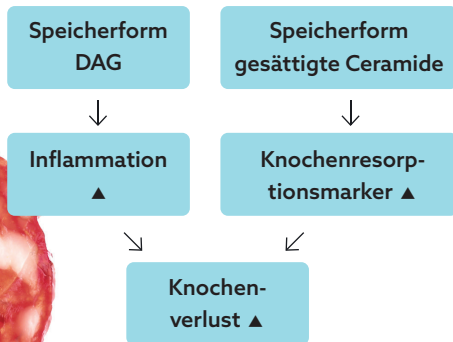 Speicherform
DAG
Speicherform
gesättigte Ceramide
Inflammation
▲
Knochenresorp-
tionsmarker ▲
Knochen-
verlust ▲